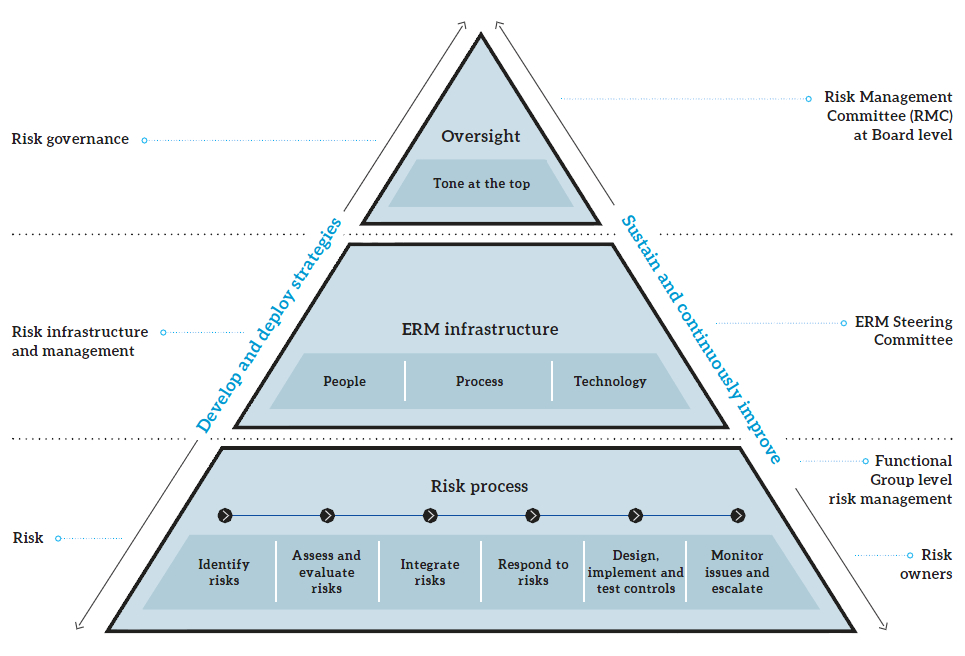 Risk Management
Committee (RMC)
at Board level
Risk governance
Oversight
Tone at the top
Develop and deploy strategies
Sustain and continuously improve
Risk infrastructure
and management
ERM infrastructure
People
Process
Technology
ERM Steering
Committee
Functional
Group level
risk management
Risk process
Risk
Identify
risks
Assess and
evaluate
risks
Integrate
risks
Respond to
risks
Design,
implement and
test controls
Monitor
issues and
escalate
Risk
owners